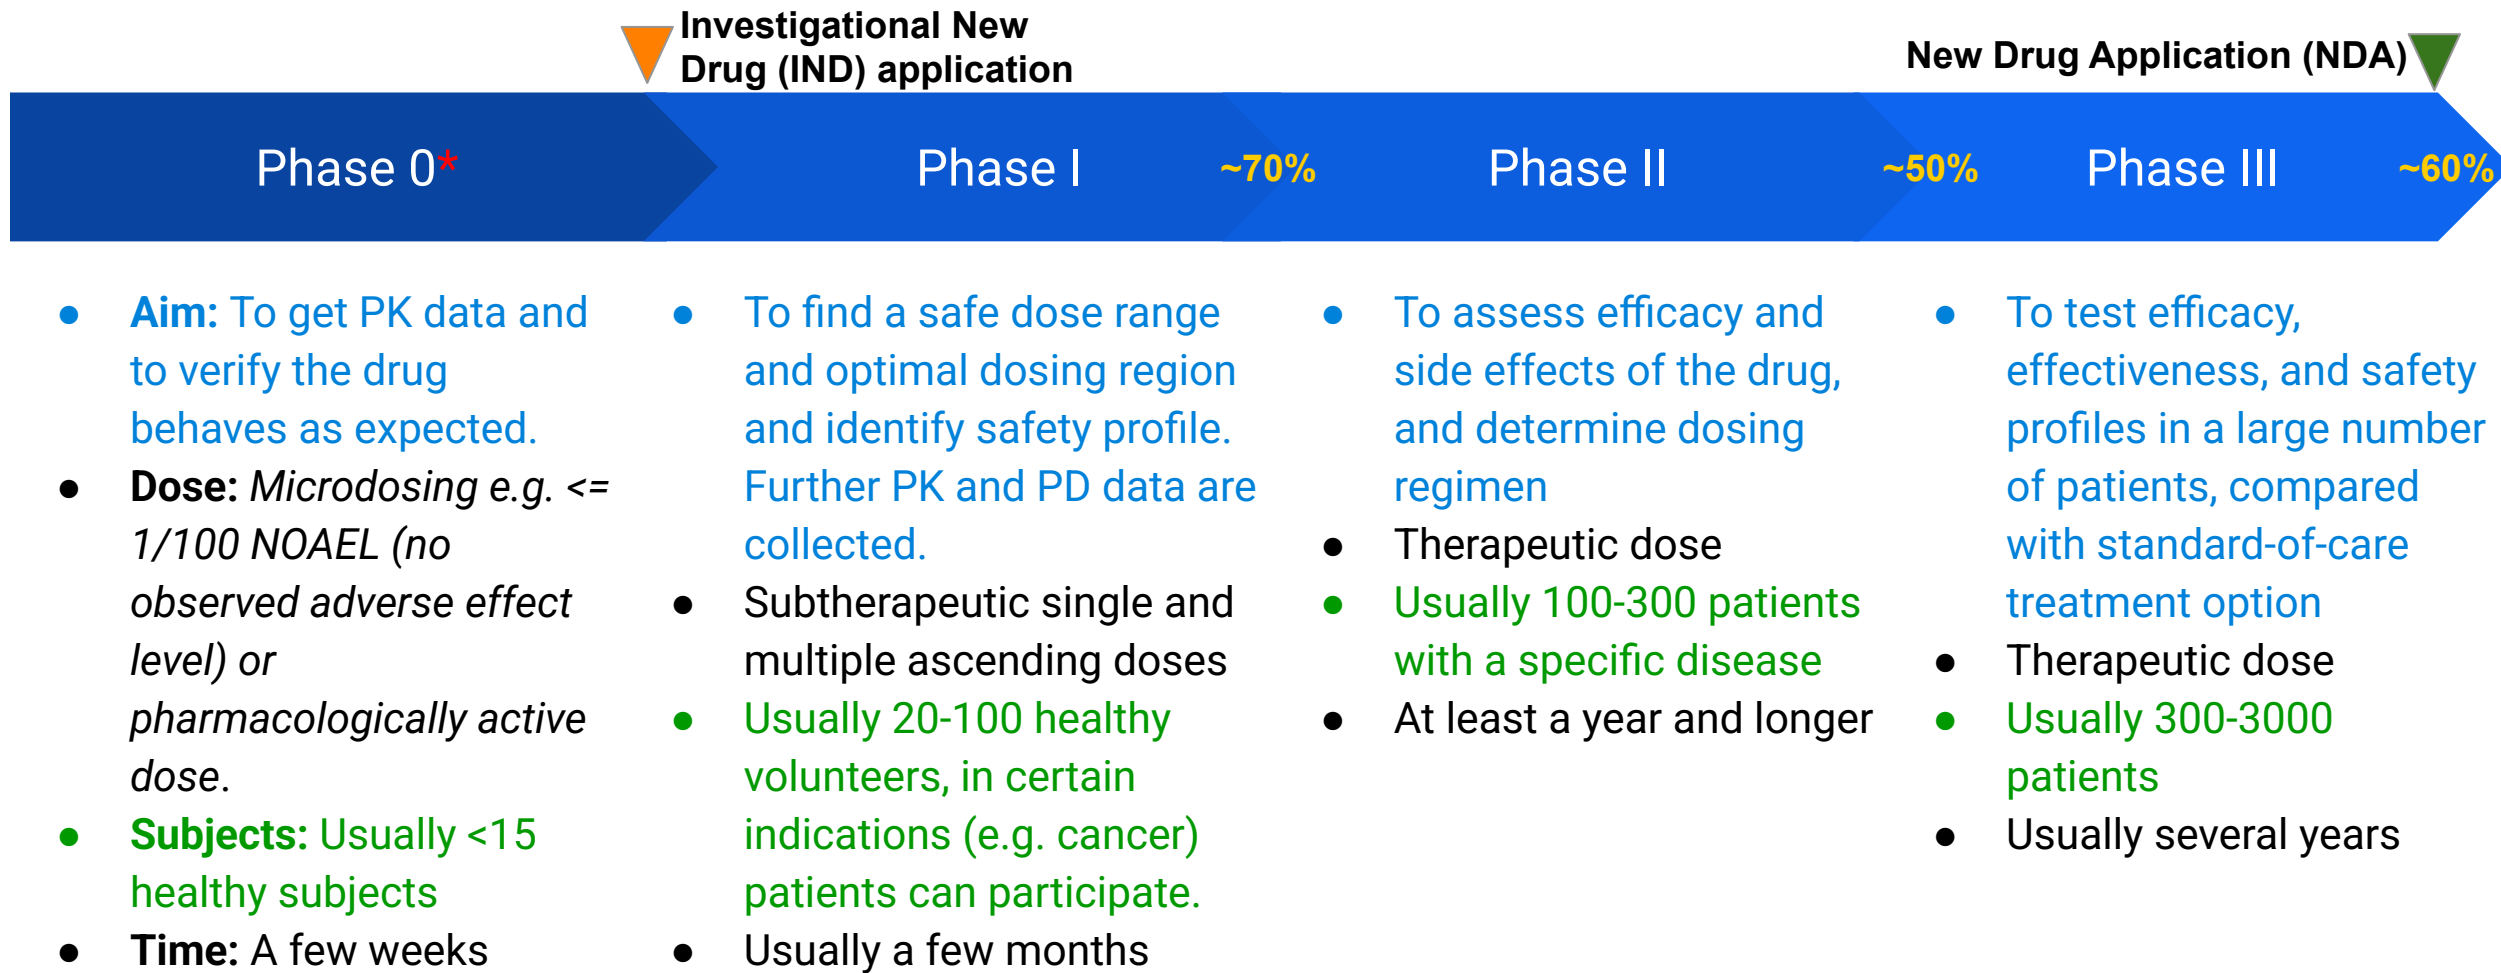 Investigational New
Drug (IND) application
New Drug Application (NDA)
Phase 0*
Phase I
~70%
Phase II
~50%
Phase III
~60%
● Aim: To get PK data and
to verify the drug
behaves as expected.
● Dose: Microdosing e.g. <=
1/100 NOAEL (no
observed adverse effect
level) or
pharmacologically active
dose.
● Subjects: Usually <15
healthy subjects
● Time: A few weeks
● To find a safe dose range
and optimal dosing region
and identify safety profile.
Further PK and PD data are
collected.
● Subtherapeutic single and
multiple ascending doses
● Usually 20-100 healthy
volunteers, in certain
indications (e.g. cancer)
patients can participate.
● Usually a few months
● To assess efficacy and
side effects of the drug,
and determine dosing
regimen
● Therapeutic dose
● Usually 100-300 patients
with a specific disease
● At least a year and longer
● To test efficacy,
effectiveness, and safety
profiles in a large number
of patients, compared
with standard-of-care
treatment option
● Therapeutic dose
● Usually 300-3000
patients
● Usually several years